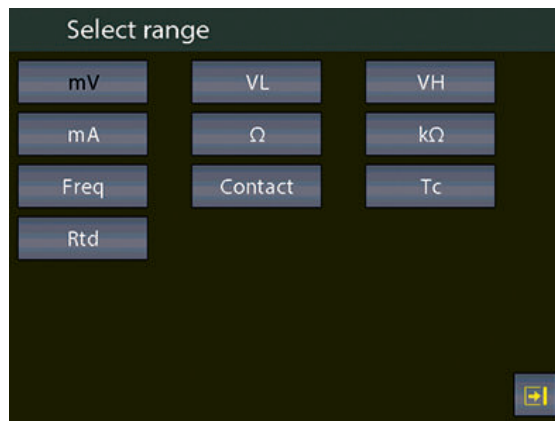 Select range
mV VL VH
mA Ω kΩ
Freq Contact Tc
Rtd